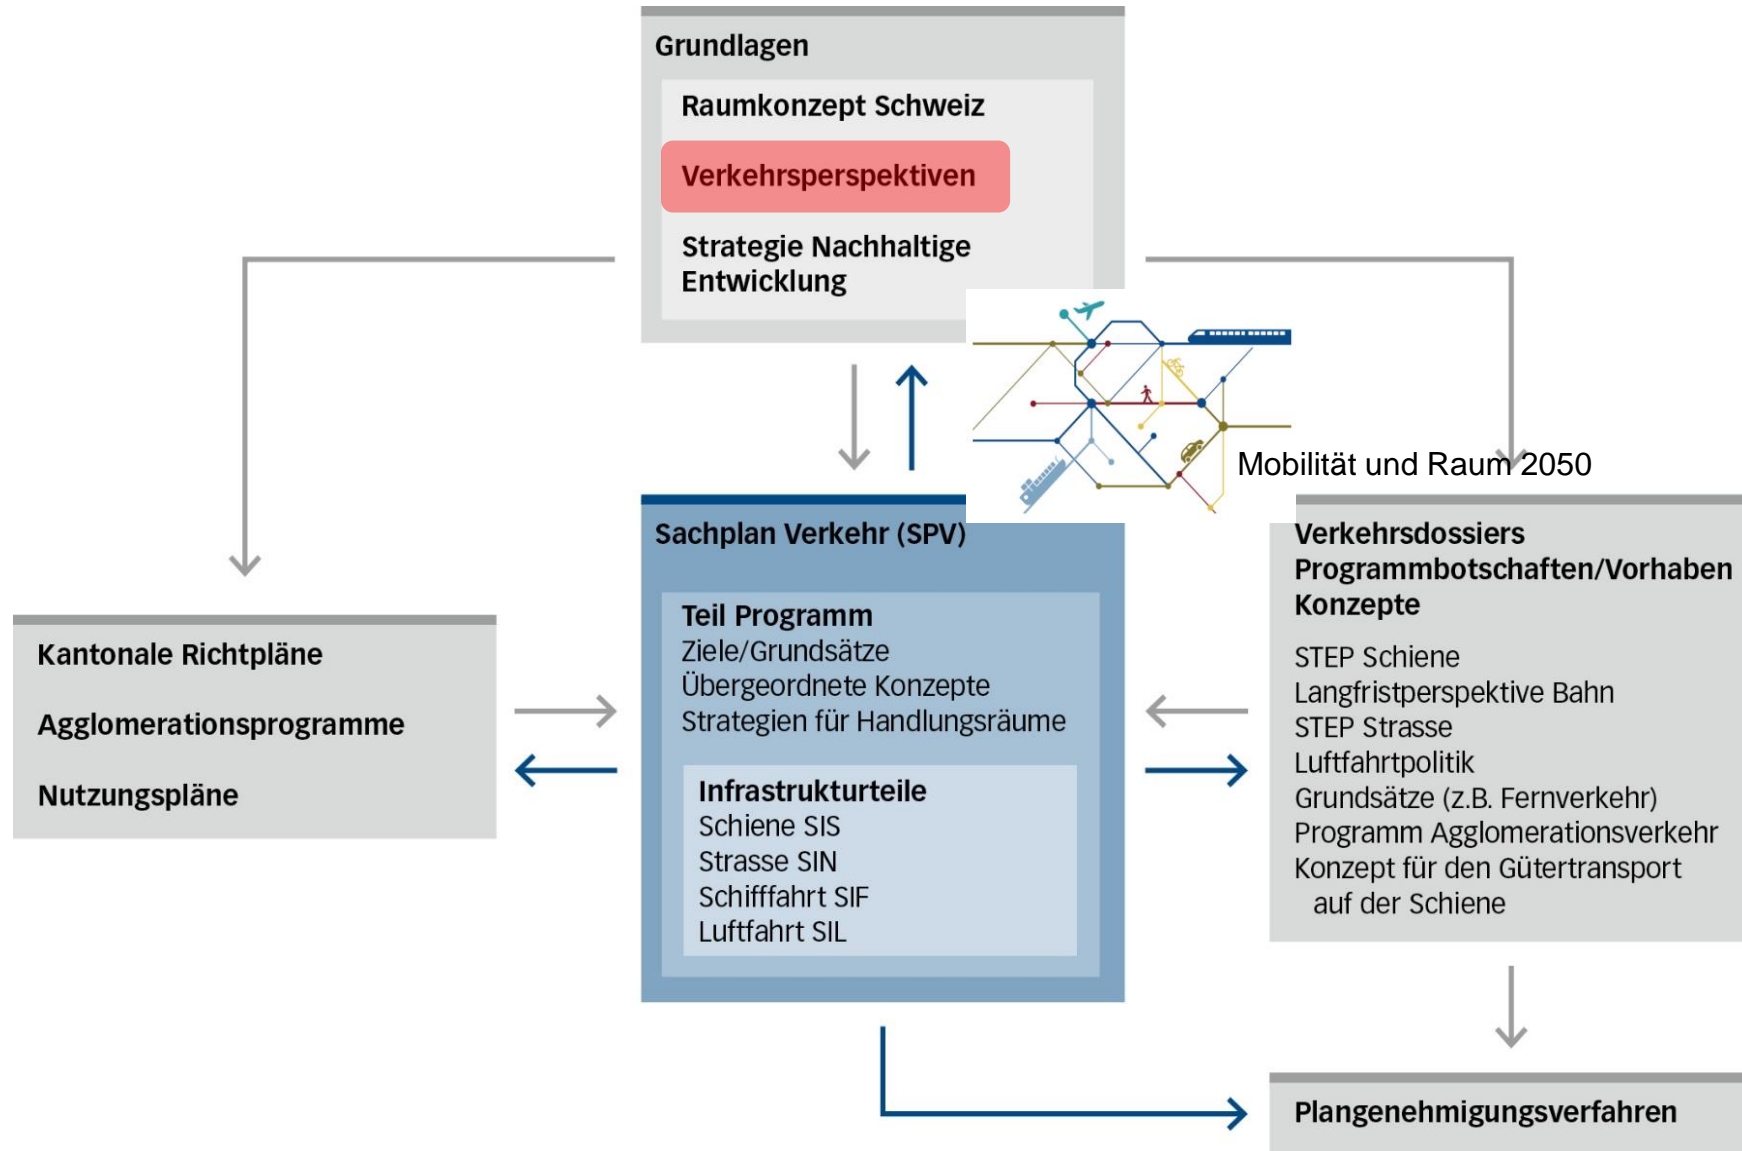 Grundlagen
Raumkonzept Schweiz
Verkehrsperspektiven
Strategie Nachhaltige
Entwicklung
Mobilität und Raum 2050
Kantonale Richtpläne
Agglomerationsprogramme
Nutzungspläne
Sachplan Verkehr (SPV)
Teil Programm
Ziele/Grundsätze
Übergeordnete Konzepte
Strategien für Handlungsräume
Infrastrukturteile
Schiene SIS
Strasse SIN
Schifffahrt SIF
Luftfahrt SIL
Verkehrsdossiers
Programmbotschaften/Vorhaben
Konzepte
STEP Schiene
Langfristperspektive Bahn
STEP Strasse
Luftfahrtpolitik
Grundsätze (z.B. Fernverkehr)
Programm Agglomerationsverkehr
Konzept für den Gütertransport
auf der Schiene
Plangenehmigungsverfahren